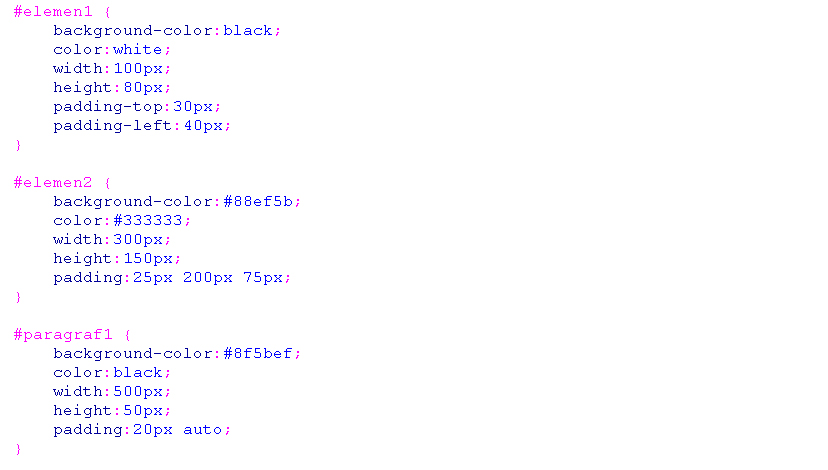 #elemen1 {
    background-color:black;
    color:white;
    width:100px;
    height:80px;
    padding-top:30px;
    padding-left:40px;
}

#elemen2 {
    background-color:#88ef5b;
    color:#333333;
    width:300px;
    height:150px;
    padding:25px 200px 75px;
}

#paragraf1 {
    background-color:#8f5bef;
    color:black;
    width:500px;
    height:50px;
    padding:20px auto;
}